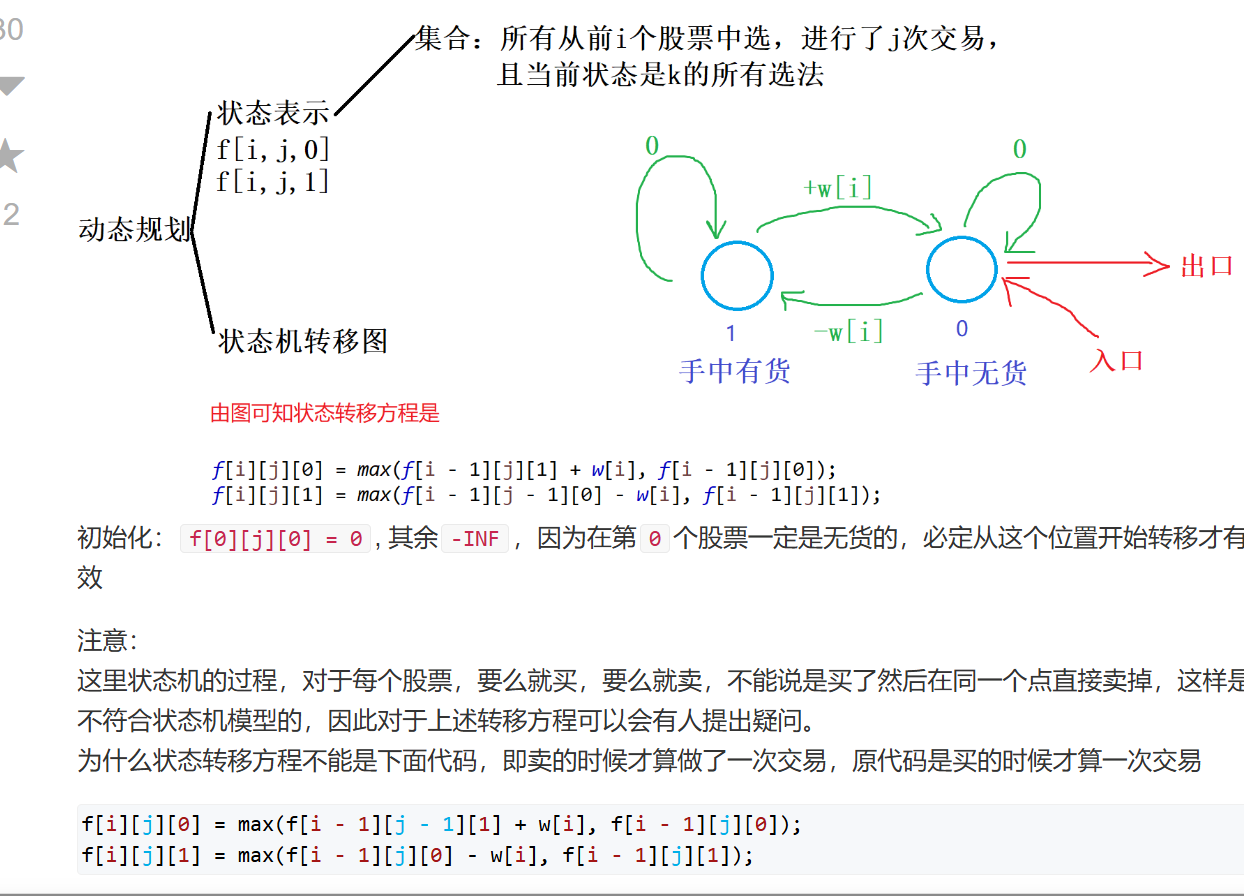 30
2
集合：所有从前i个股票中选，进行了j次交易，
且当前状态是k的所有选法
状态表示
f[i,j,0]
f[i,j,1]
动态规划
状态机转移图
0
0
+w[i]
-w[i]
1
0
手中有货
手中无货
出口
入口
由图可知状态转移方程是
f[i][j][0] = max(f[i - 1][j][1] + w[i], f[i - 1][j][0]);
f[i][j][1] = max(f[i - 1][j - 1][0] - w[i], f[i - 1][j][1]);
初始化： f[0][j][0] = 0 , 其余 -INF ，因为在第 0 个股票一定是无货的，必定从这个位置开始转移才有
效
注意：
这里状态机的过程，对于每个股票，要么就买，要么就卖，不能说是买了然后在同一个点直接卖掉，这样是
不符合状态机模型的，因此对于上述转移方程可以会有人提出疑问。
为什么状态转移方程不能是下面代码，即卖的时候才算做了一次交易，原代码是买的时候才算一次交易
f[i][j][0] = max(f[i - 1][j - 1][1] + w[i], f[i - 1][j][0]);
f[i][j][1] = max(f[i - 1][j][0] - w[i], f[i - 1][j][1]);